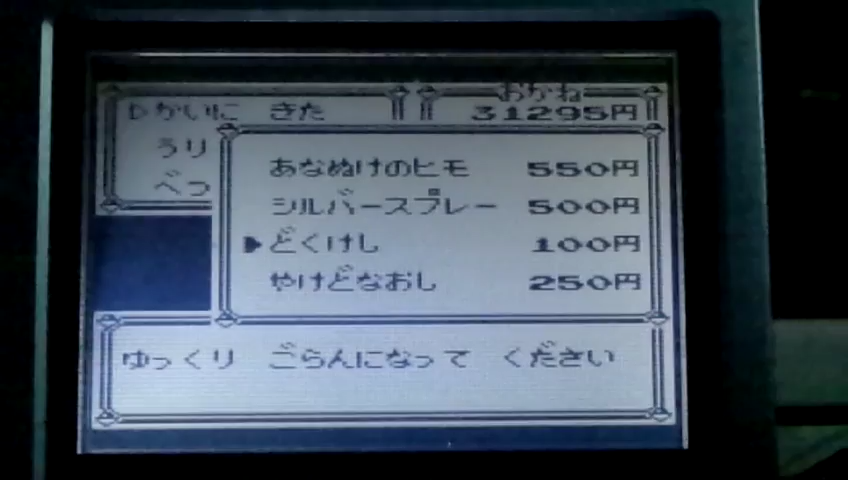 おかね
▷かいに きた
31295円
うり
べつ
あなぬけのヒモ 550円
シルバースプレー 500円
▶どくけし 100円
やけどなおし 250円
ゆっくり ごらんになって ください